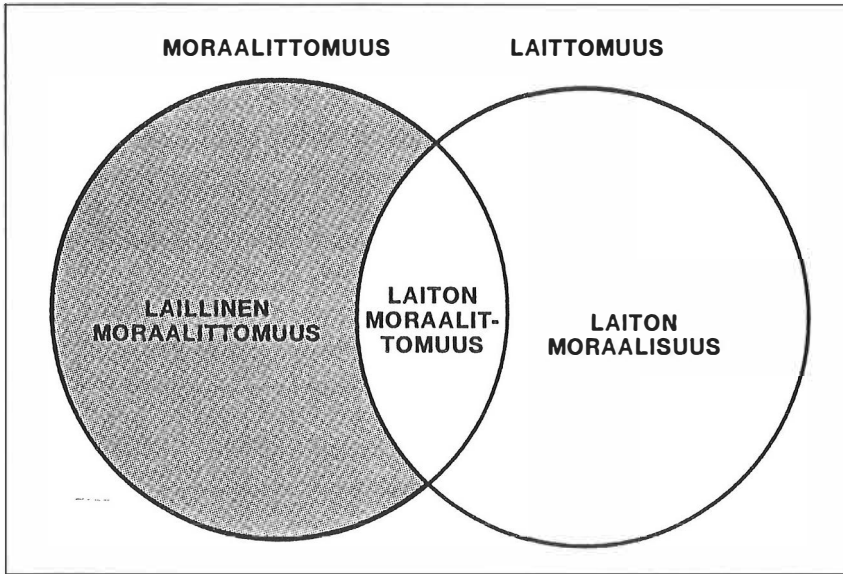 MORAALITTOMUUS
LAITTOMUUS
LAILLINEN
MORAALITTOMUUS
LAITON
MORAALIT-
TOMUUS
LAITON
MORAALISUUS